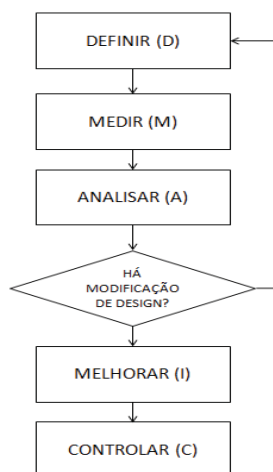 DEFINIR (D)
MEDIR (M)
ANALISAR (A)
HÁ
MODIFICAÇÃO
DE DESIGN?
MELHORAR (I)
CONTROLAR (C)